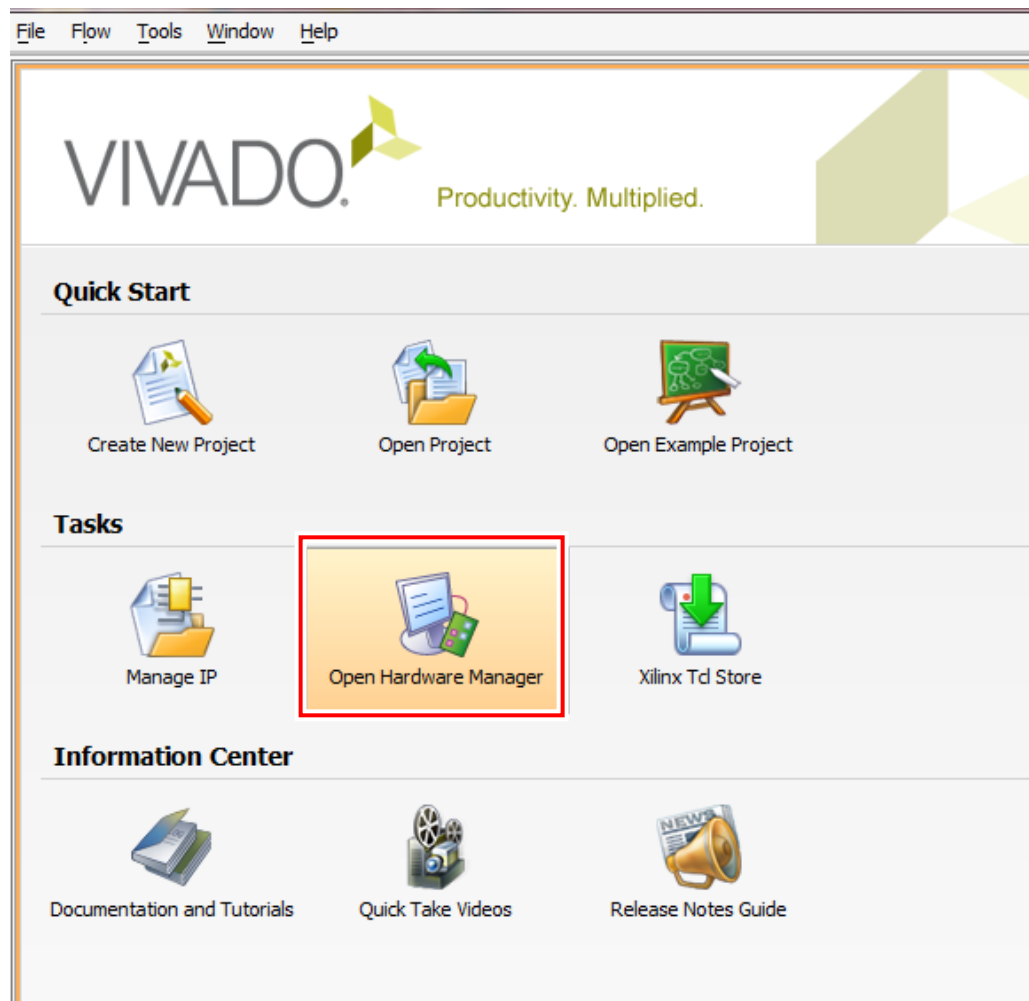 File Flow Tools Window Help
VIVADO.
Productivity. Multiplied.
Quick Start
Create New Project Open Project Open Example Project
Tasks
Manage IP Open Hardware Manager Xilinx Tcl Store
Information Center
NEWS
Documentation and Tutorials Quick Take Videos Release Notes Guide